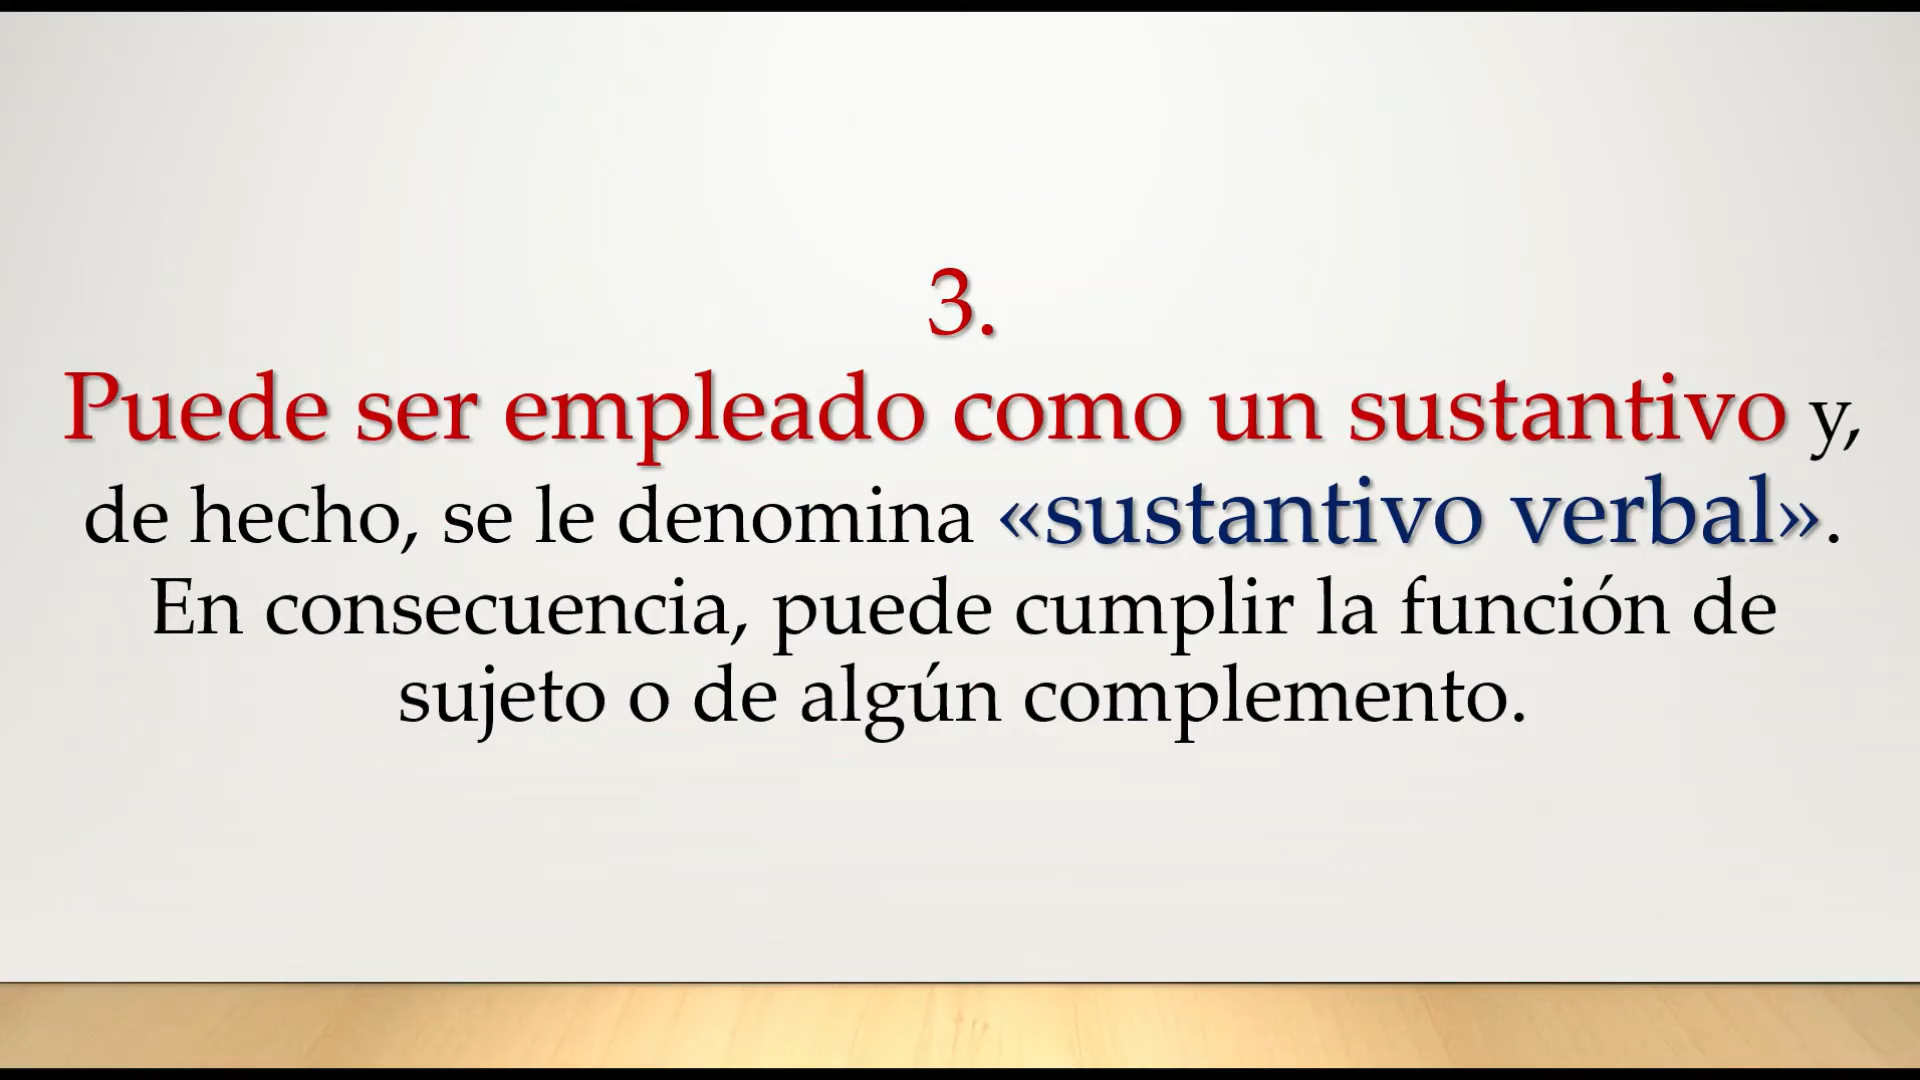 3.
Puede ser empleado como un sustantivo y,
de hecho, se le denomina «sustantivo verbal».
En consecuencia, puede cumplir la función de
sujeto o de algún complemento.